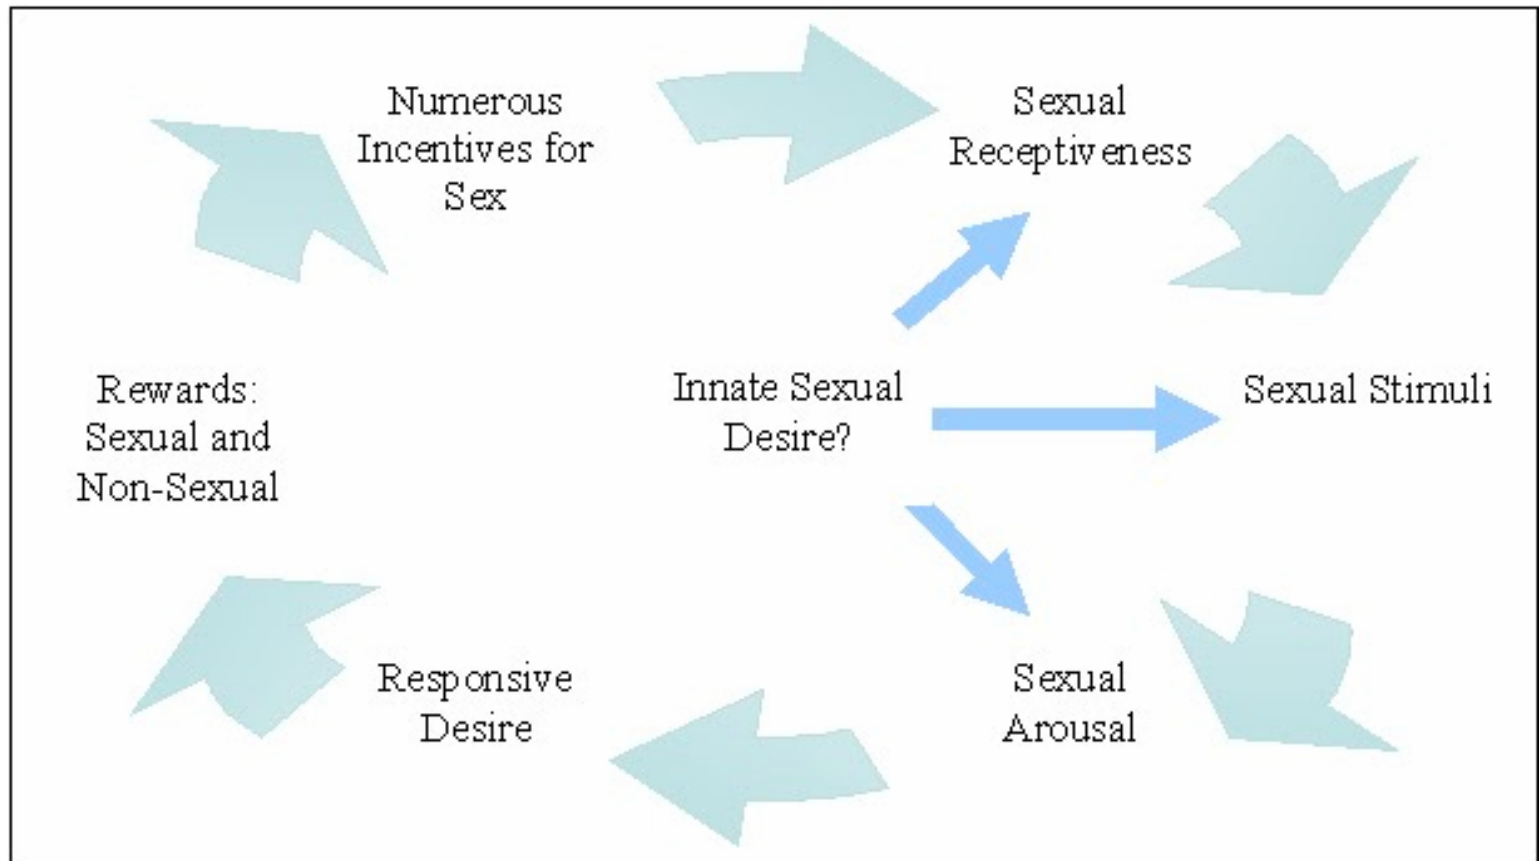 Numerous
Incentives for
Sex
Sexual
Receptiveness
Rewards:
Sexual and
Non-Sexual
Innate Sexual
Desire?
Sexual Stimuli
Responsive
Desire
Sexual
Arousal